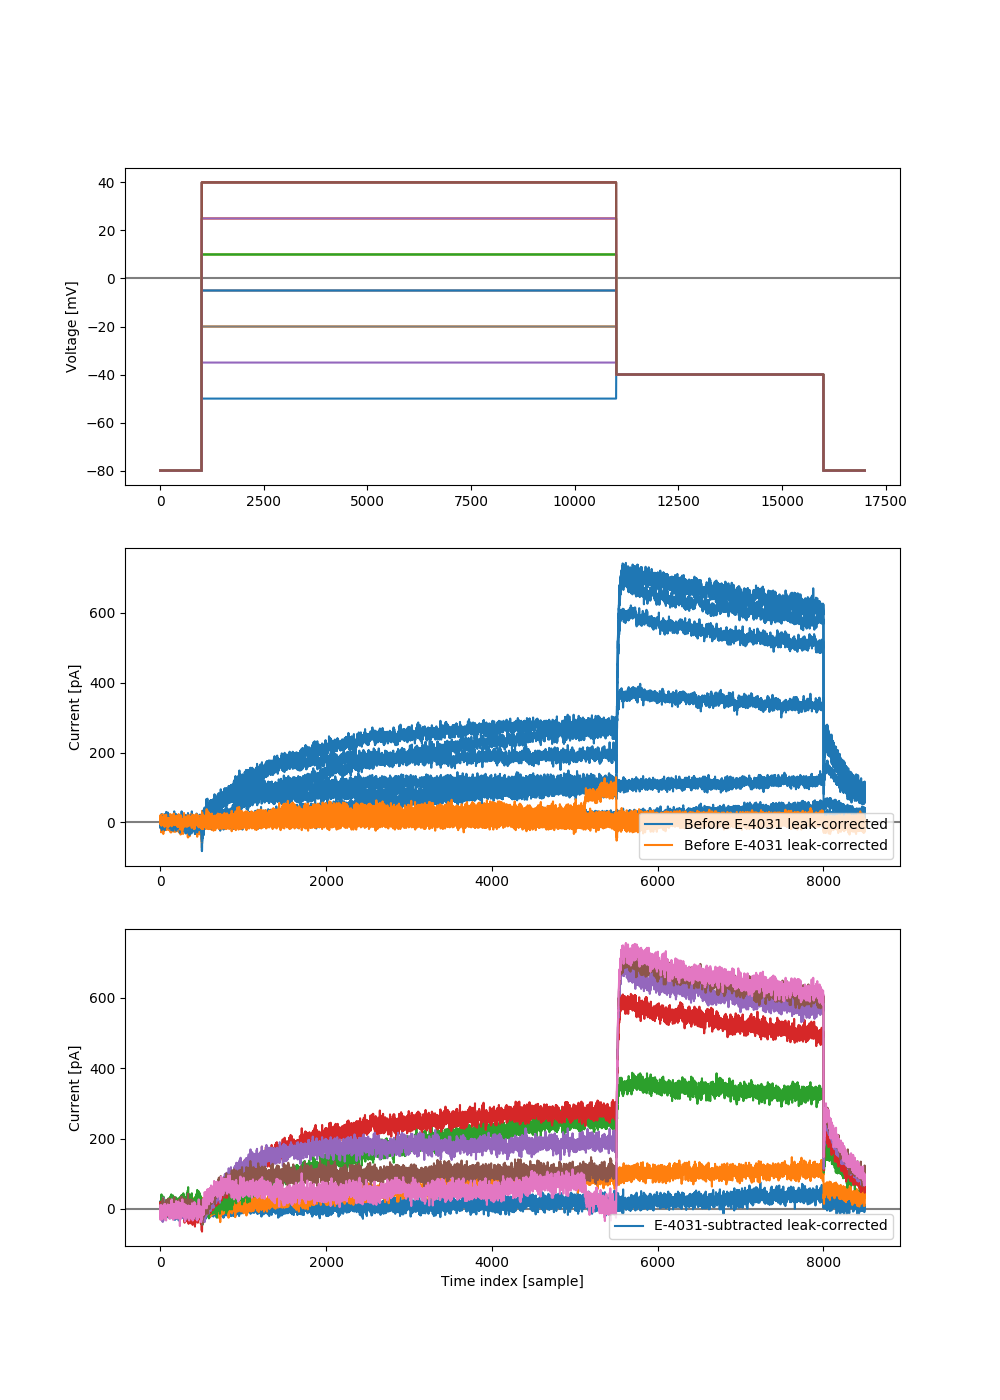 40
20
0
−20
−40
−60
−80
Voltage [mV]
0 2500 5000 7500 10000 12500 15000 17500
600
400
200
0
Current [pA]
Before E-4031 leak-corrected
Before E-4031 leak-corrected
0 2000 4000 6000 8000
600
400
200
0
Current [pA]
E-4031-subtracted leak-corrected
0 2000 4000 6000 8000
Time index [sample]